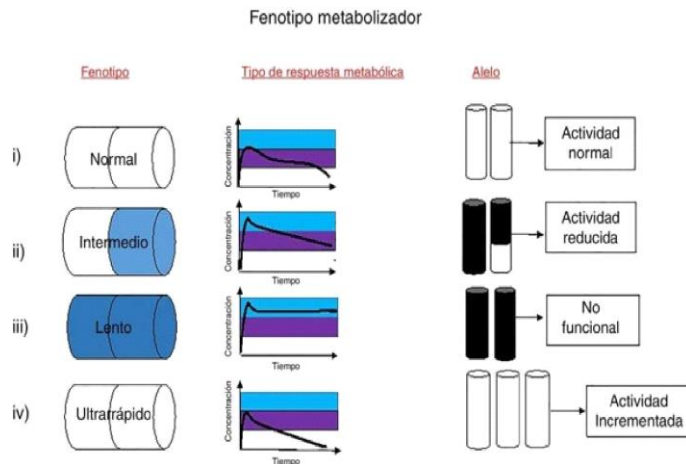 Fenotipo metabolizador
Fenotipo
Tipo de respuesta metabólica
Alelo
i)
Normal
Concentración
Tiempo
Actividad
normal
ii)
Intermedio
Concentración
Tiempo
Actividad
reducida
iii)
Lento
Concentración
Tiempo
No
funcional
iv)
Ultrarrápido
Concentración
Tiempo
Actividad
Incrementada